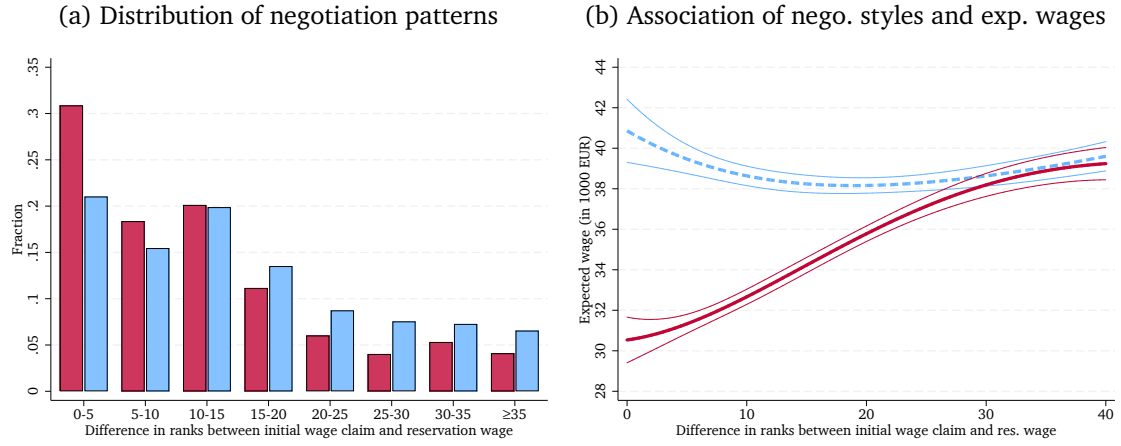 (a) Distribution of negotiation patterns
.35
.3
.25
.2
.15
.1
.05
0
Fraction
0-5 5-10 10-15 15-20 20-25 25-30 30-35 ≥35
Difference in ranks between initial wage claim and reservation wage
(b) Association of nego. styles and exp. wages
44
42
40
38
36
34
32
30
28
Expected wage (in 1000 EUR)
0 10 20 30 40
Difference in ranks between initial wage claim and res. wage